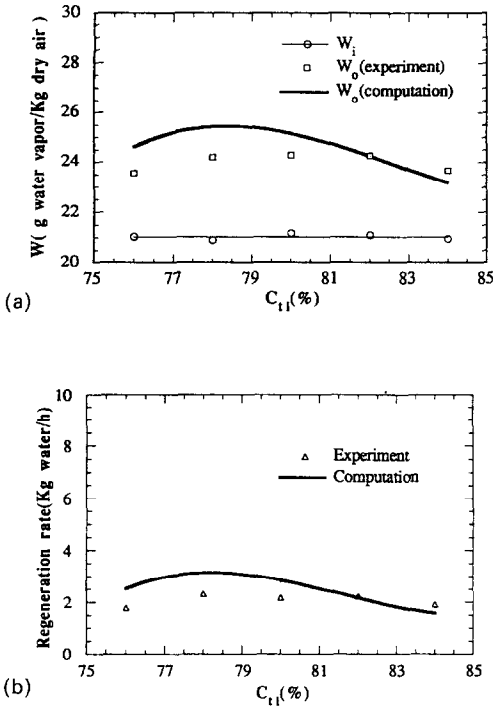 30
28
26
24
22
20
W( g water vapor/Kg dry air )
W_i
W_o(experiment)
W_o(computation)
75 77 79 81 83 85
C_tl(%)
(a)
10
8
6
4
2
0
Regeneration rate(Kg water/h)
Experiment
Computation
75 77 79 81 83 85
C_tl(%)
(b)